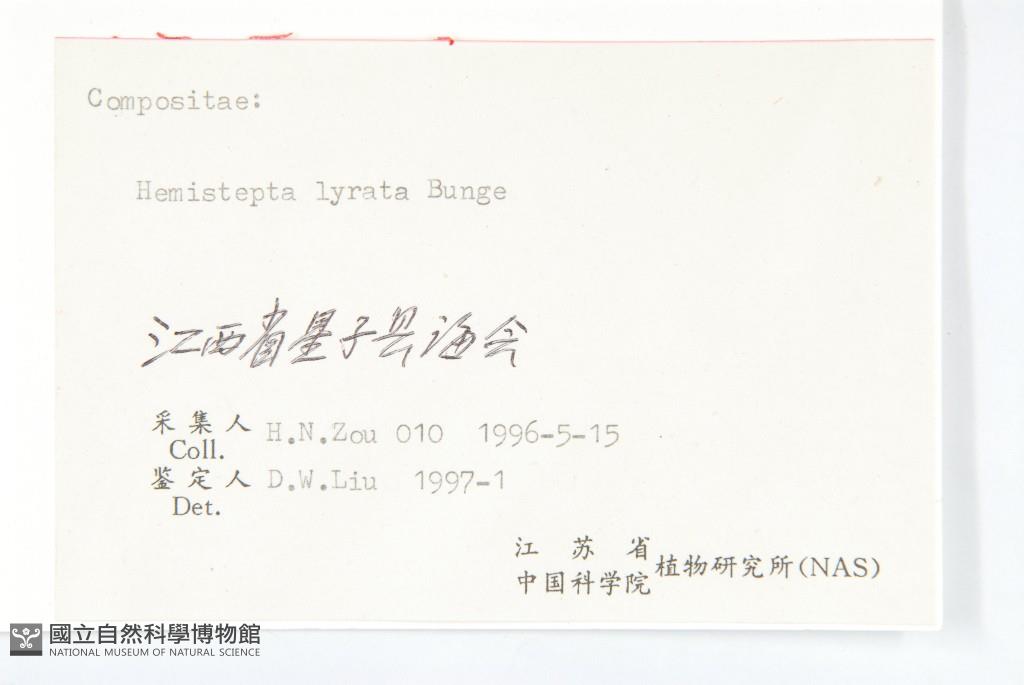 Compositae:
Hemistepta lyrata Bunge
江西省星子县海会
采集人 H.N.Zou 010 1996-5-15
Coll.
鉴定人 D.W.Liu 1997-1
Det.
江苏省
中国科学院 植物研究所(NAS)
國立自然科學博物館
NATIONAL MUSEUM OF NATURAL SCIENCE